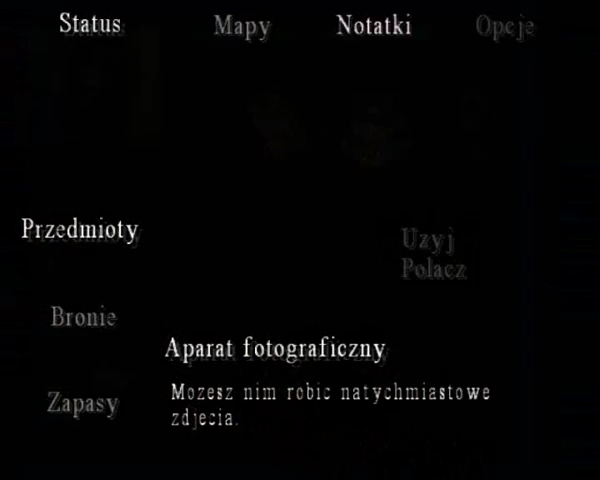 Status Mapy Notatki Opcje
Przedmioty
Uzyj
Polacz
Bronie
Aparat fotograficzny
Zapasy
Mozesz nim robic natychmiastowe
zdjecia.